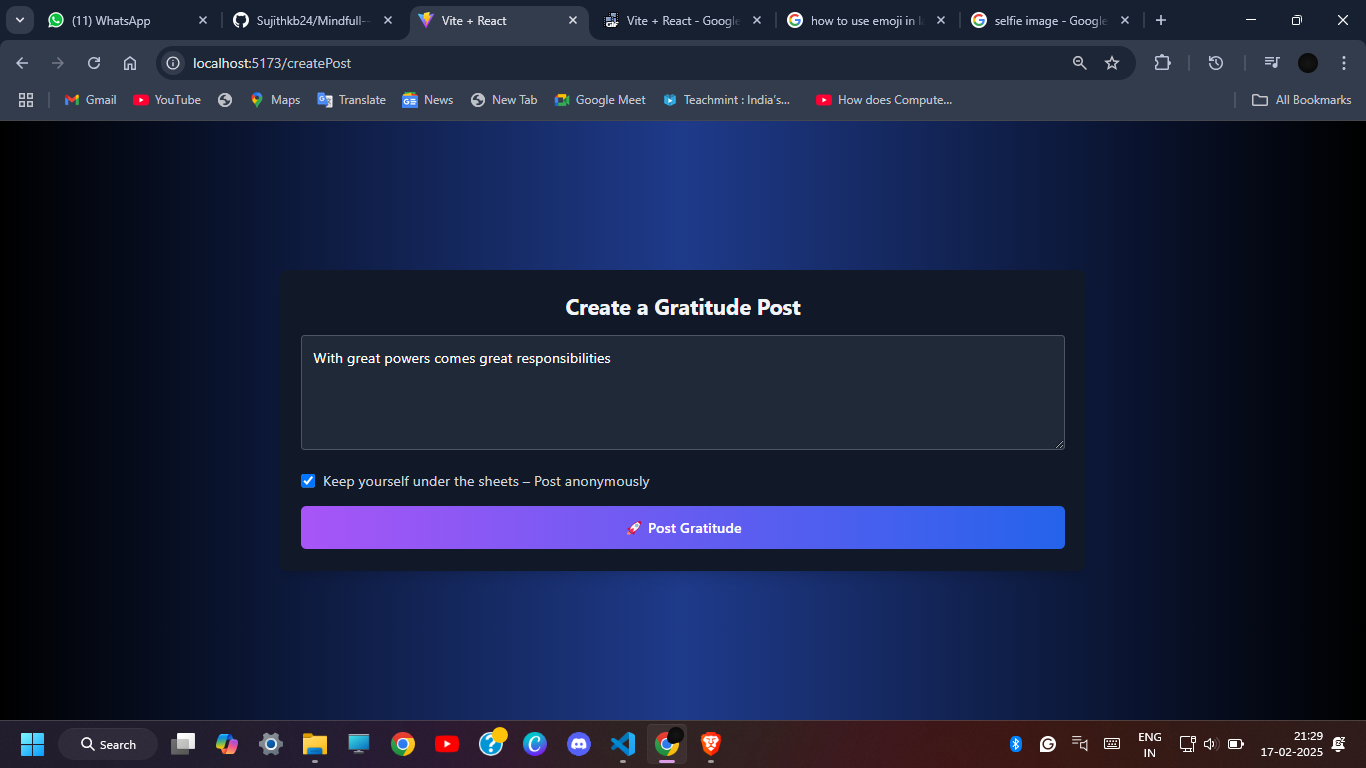 (11) WhatsApp
Sujithkb24/Mindfull-
Vite + React
Vite + React - Google
how to use emoji in
selfie image - Google
localhost:5173/createPost
Gmail
YouTube
Maps
Translate
News
New Tab
Google Meet
Teachmint : India's...
How does Compute...
All Bookmarks
Create a Gratitude Post
With great powers comes great responsibilities
Keep yourself under the sheets – Post anonymously
🚀 Post Gratitude
Search
ENG
IN
21:29
17-02-2025